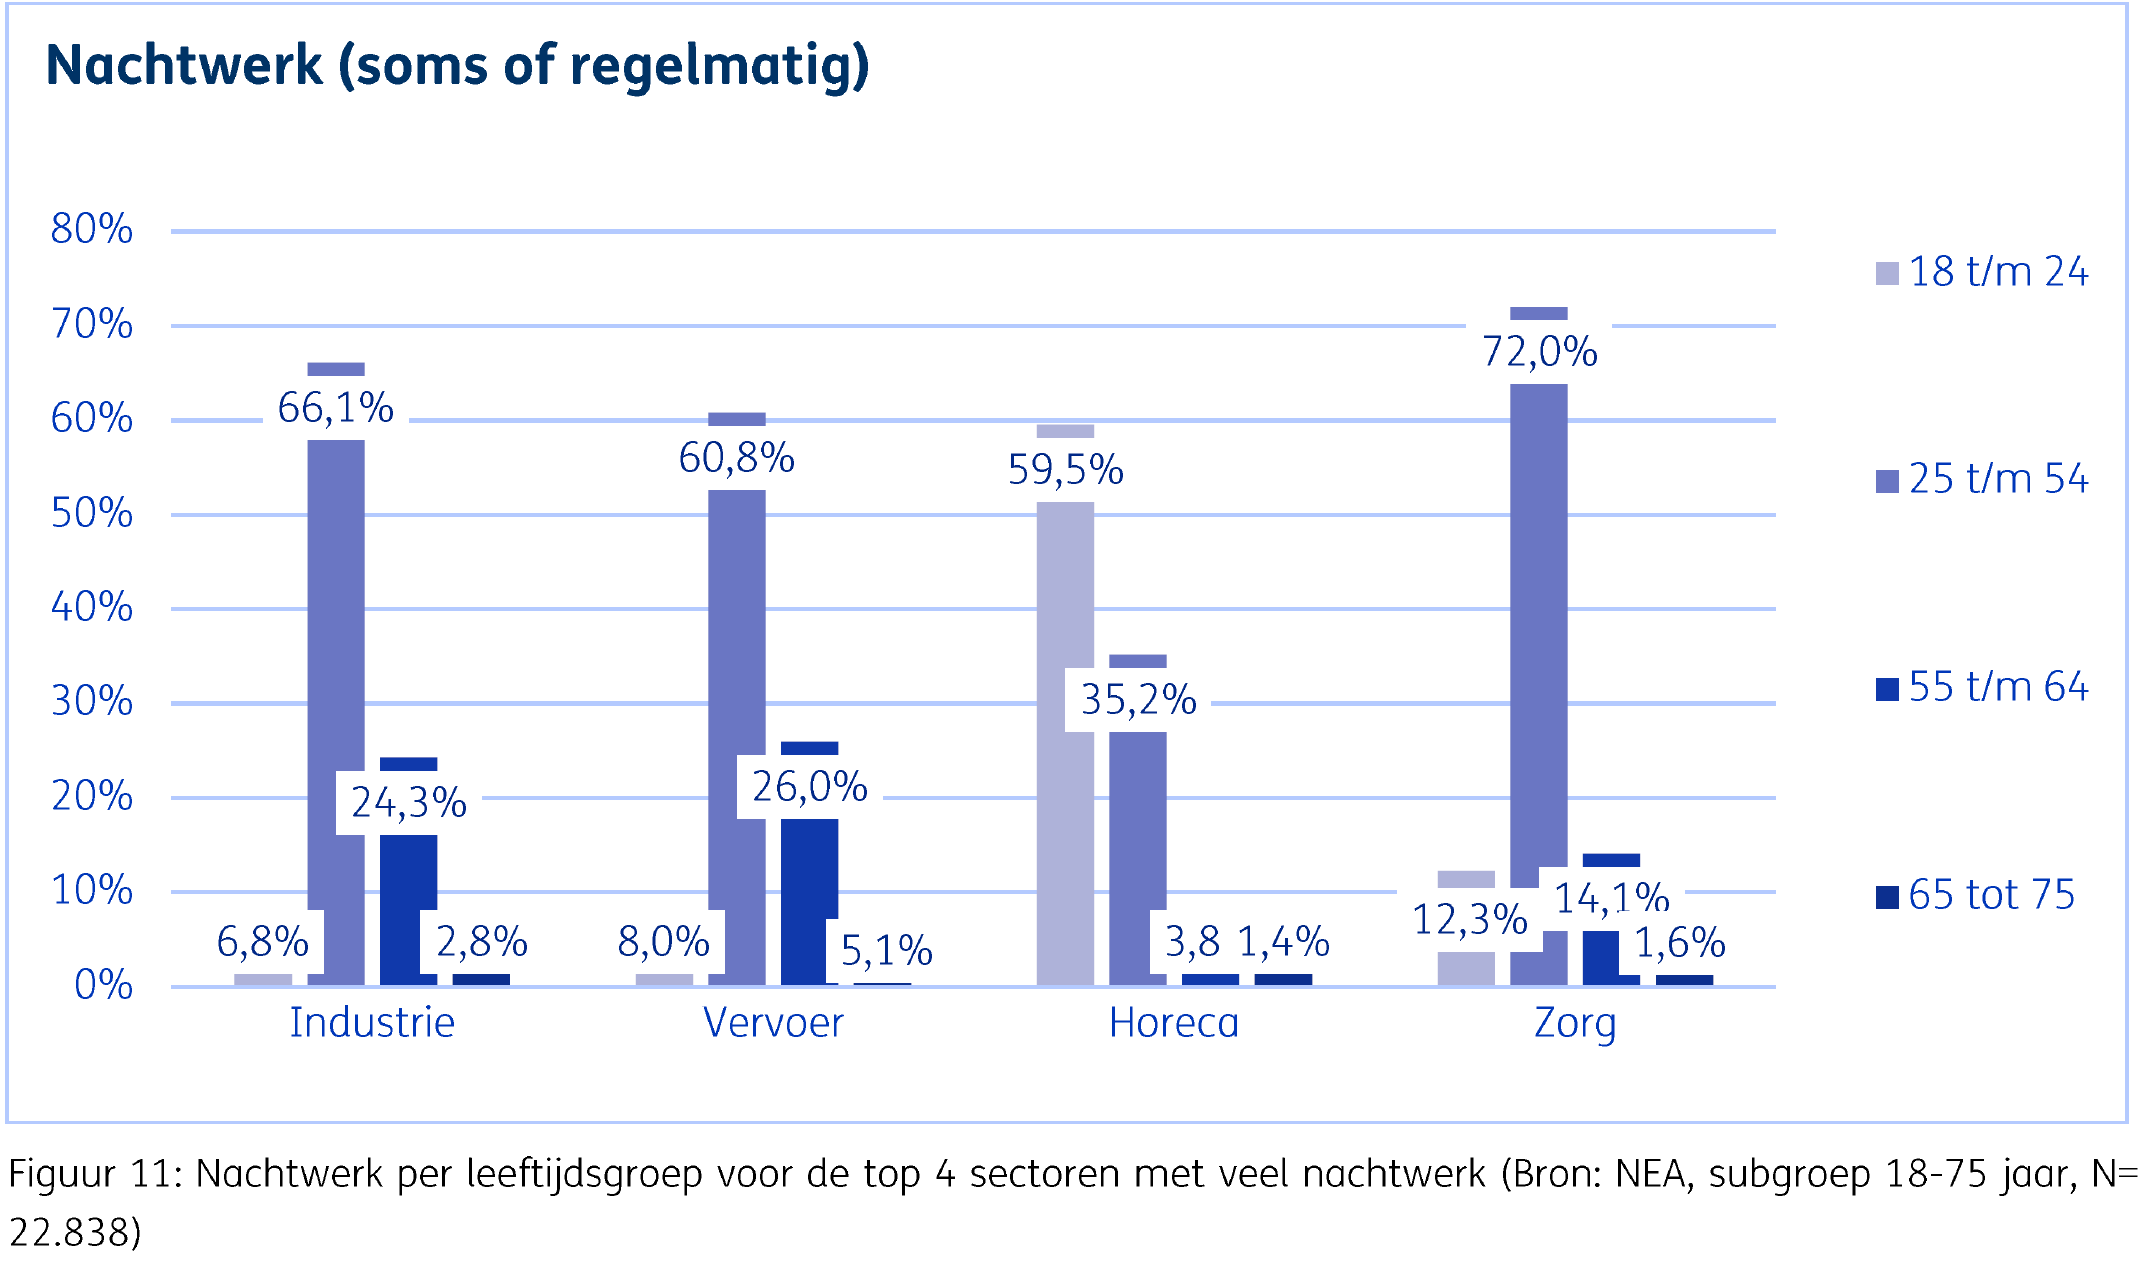 Nachtwerk (soms of regelmatig)
80%
70%
60%
50%
40%
30%
20%
10%
0%
66,1%
60,8%
59,5%
72,0%
35,2%
24,3%
26,0%
14,1%
12,3%
6,8%
2,8%
8,0%
5,1%
3,8
1,4%
1,6%
Industrie
Vervoer
Horeca
Zorg
18 t/m 24
25 t/m 54
55 t/m 64
65 tot 75
Figuur 11: Nachtwerk per leeftijdsgroep voor de top 4 sectoren met veel nachtwerk (Bron: NEA, subgroep 18-75 jaar, N=
22.838)